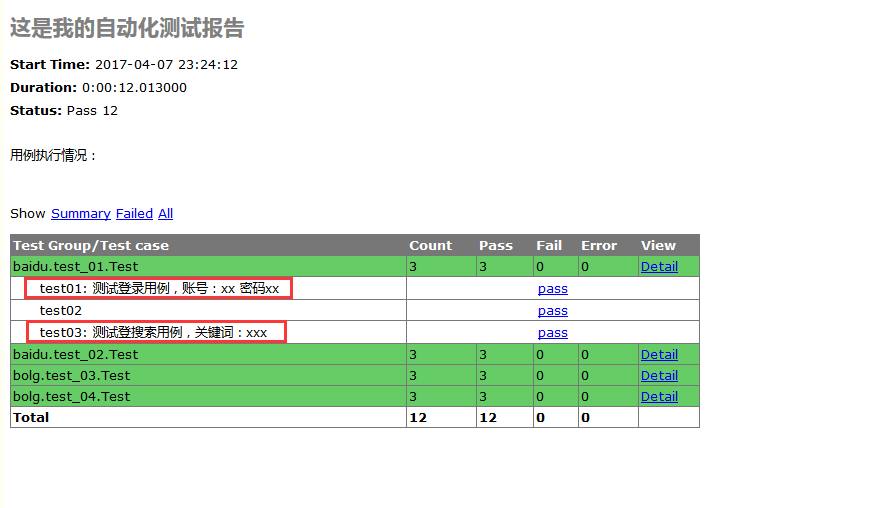 这是我的自动化测试报告
Start Time: 2017-04-07 23:24:12
Duration: 0:00:12.013000
Status: Pass 12
用例执行情况：
Show Summary Failed All
Test Group/Test case Count Pass Fail Error View
baidu.test_01.Test 3 3 0 0 Detail
test01: 测试登录用例，账号：xx 密码xx pass
test02 pass
test03: 测试登搜索用例，关键词：xxx pass
baidu.test_02.Test 3 3 0 0 Detail
bolg.test_03.Test 3 3 0 0 Detail
bolg.test_04.Test 3 3 0 0 Detail
Total 12 12 0 0